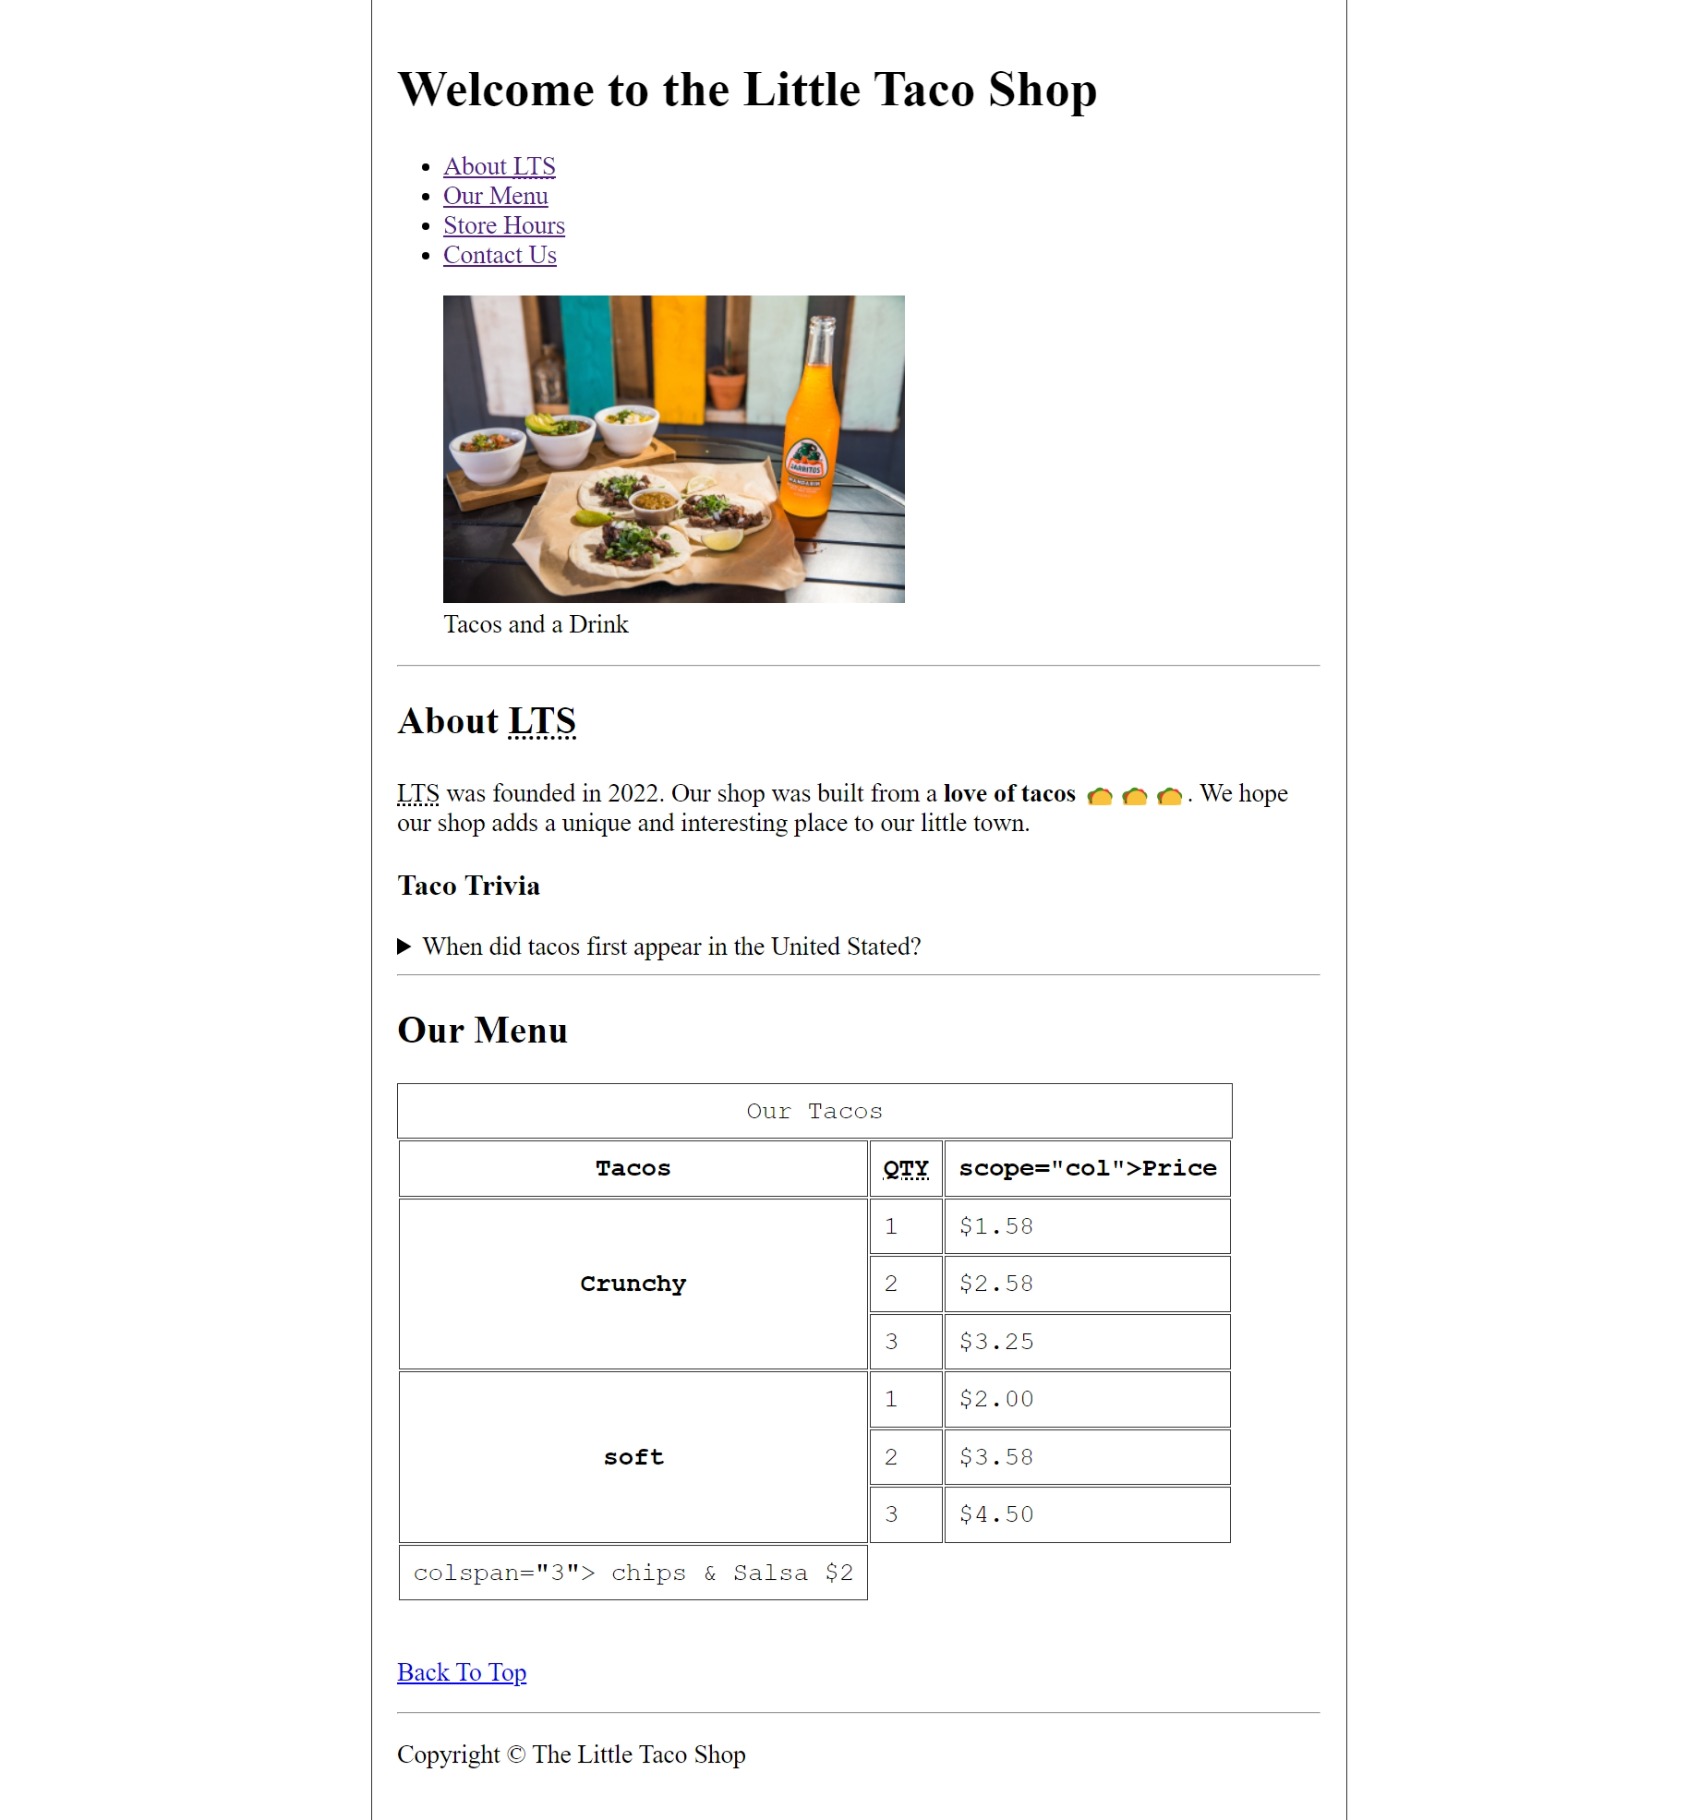 Welcome to the Little Taco Shop
About LTS
Our Menu
Store Hours
Contact Us
JARRITOS
MANDARIN
Tacos and a Drink
About LTS
LTS was founded in 2022. Our shop was built from a love of tacos 🌮 🌮 🌮. We hope
our shop adds a unique and interesting place to our little town.
Taco Trivia
When did tacos first appear in the United Stated?
Our Menu
Our Tacos
Tacos QTY scope="col">Price
Crunchy
1 $1.58
2 $2.58
3 $3.25
soft
1 $2.00
2 $3.58
3 $4.50
colspan="3"> chips & Salsa $2
Back To Top
Copyright © The Little Taco Shop